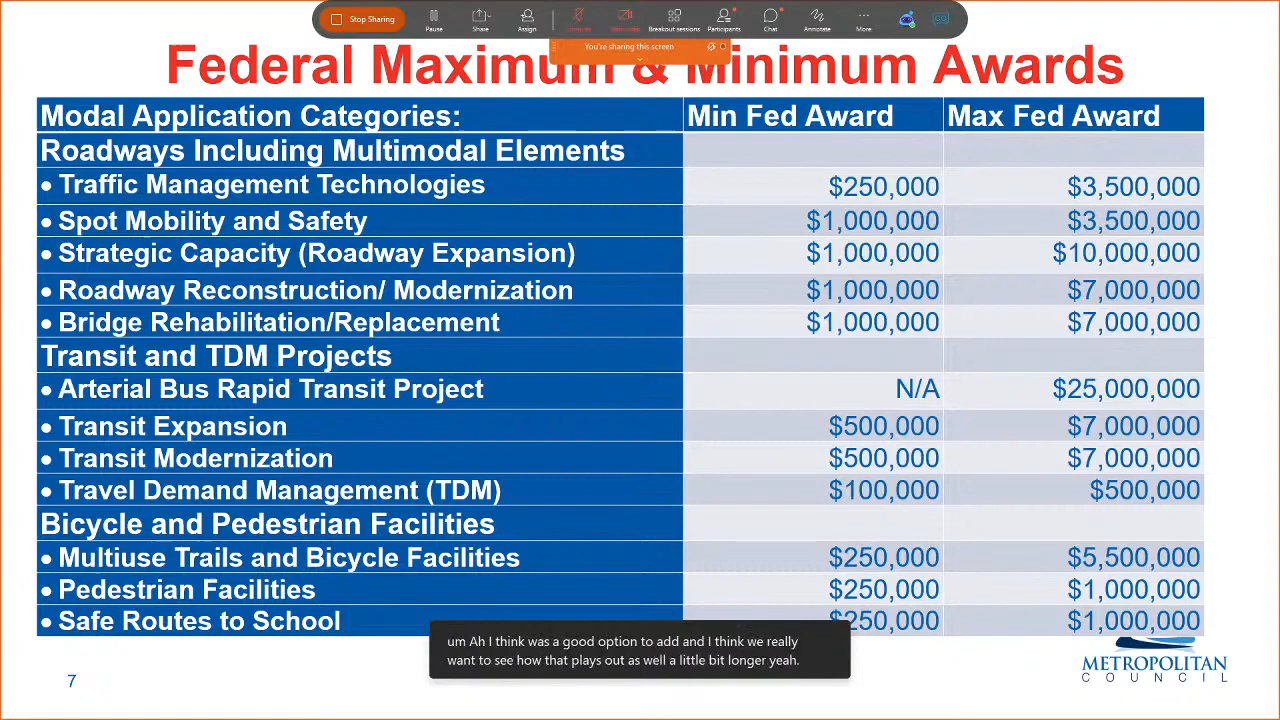 Stop Sharing
Pause
Share
Assign
Breakout sessions
Participants
Chat
Annotate
More
You're sharing this screen
Federal Maximum & Minimum Awards
Modal Application Categories: Min Fed Award Max Fed Award
Roadways Including Multimodal Elements
• Traffic Management Technologies $250,000 $3,500,000
• Spot Mobility and Safety $1,000,000 $3,500,000
• Strategic Capacity (Roadway Expansion) $1,000,000 $10,000,000
• Roadway Reconstruction/ Modernization $1,000,000 $7,000,000
• Bridge Rehabilitation/Replacement $1,000,000 $7,000,000
Transit and TDM Projects
• Arterial Bus Rapid Transit Project N/A $25,000,000
• Transit Expansion $500,000 $7,000,000
• Transit Modernization $500,000 $7,000,000
• Travel Demand Management (TDM) $100,000 $500,000
Bicycle and Pedestrian Facilities
• Multiuse Trails and Bicycle Facilities $250,000 $5,500,000
• Pedestrian Facilities $250,000 $1,000,000
• Safe Routes to School $250,000 $1,000,000
um Ah I think was a good option to add and I think we really
want to see how that plays out as well a little bit longer yeah.
7
METROPOLITAN
COUNCIL